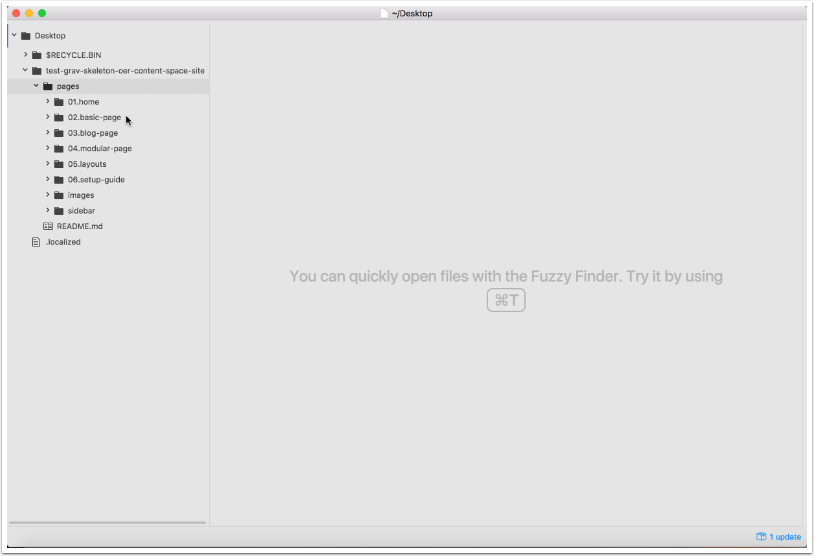 ~/Desktop
Desktop
$RECYCLE.BIN
test-grav-skeleton-oer-content-space-site
pages
01.home
02.basic-page
03.blog-page
04.modular-page
05.layouts
06.setup-guide
images
sidebar
README.md
.localized
You can quickly open files with the Fuzzy Finder. Try it by using
⌘T
1 update